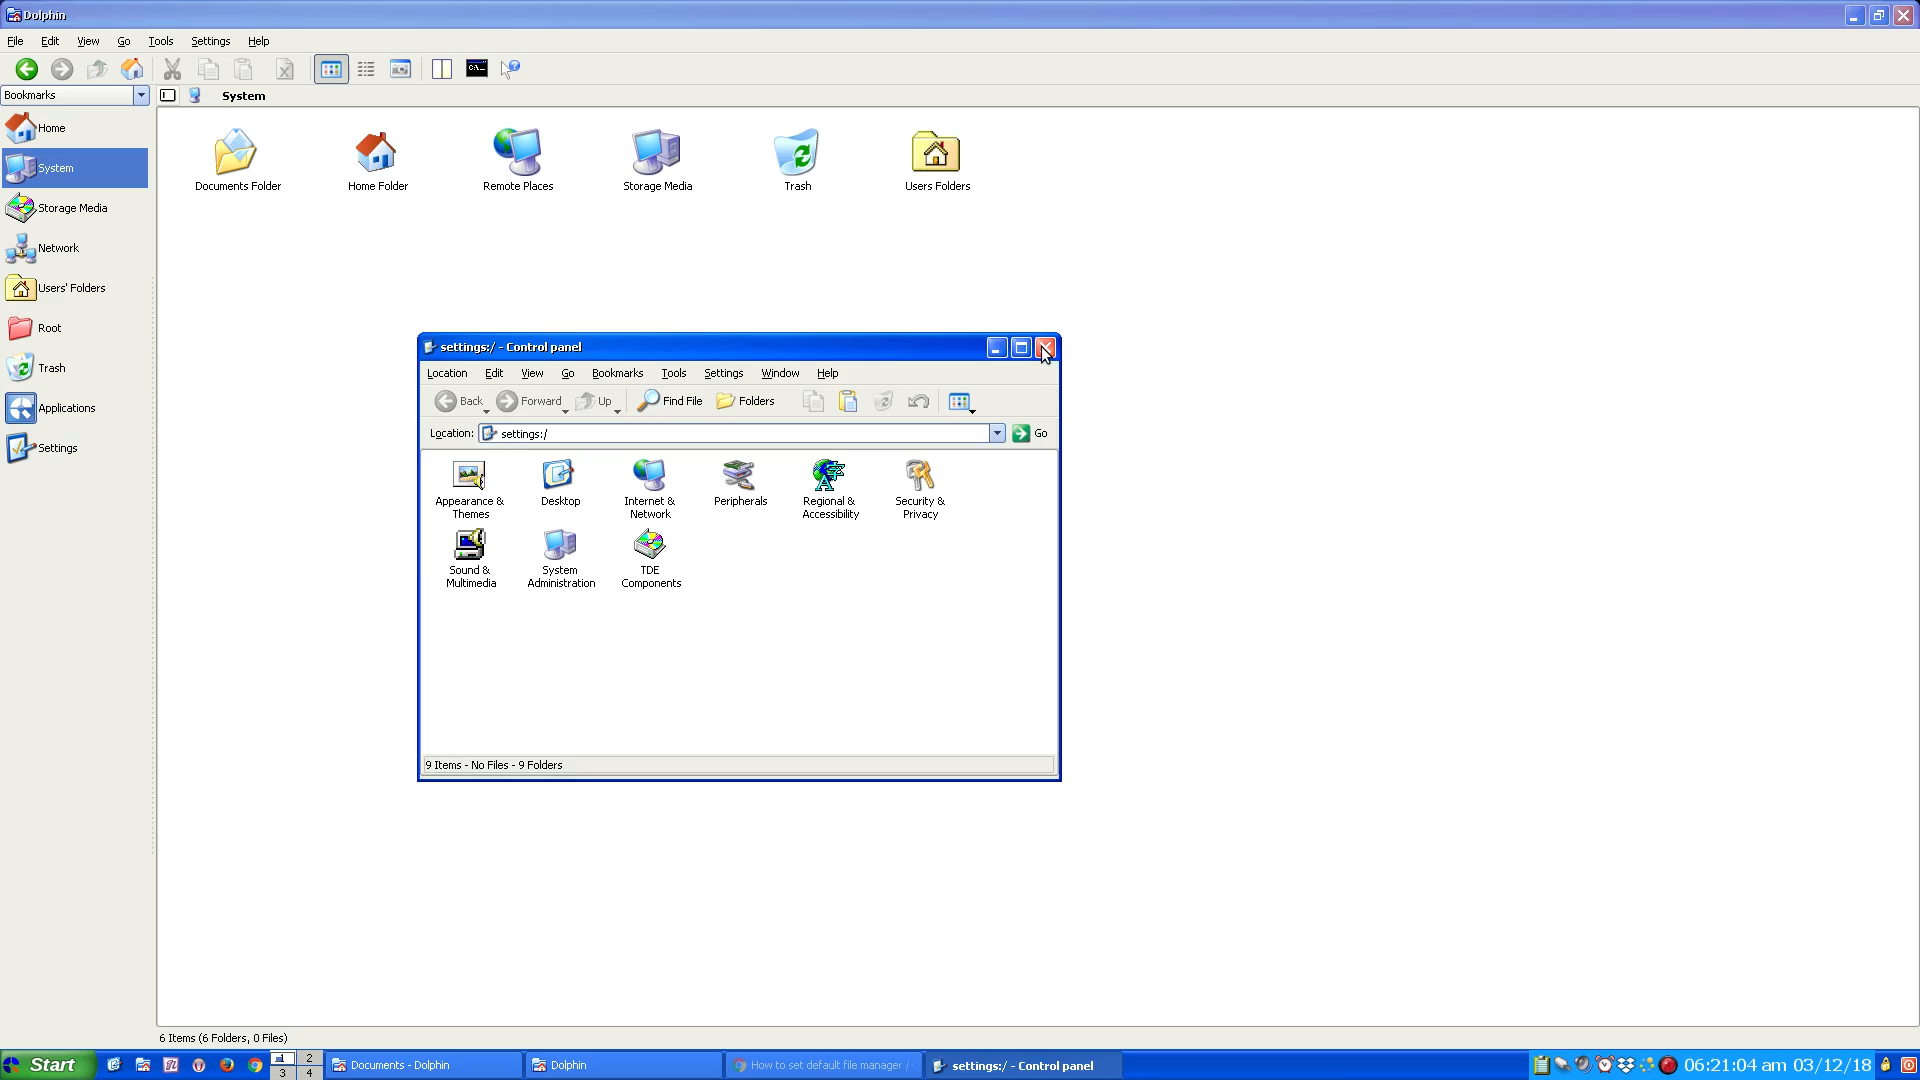 Dolphin
File Edit View Go Tools Settings Help
Bookmarks
System
Home
System
Storage Media
Network
Users' Folders
Root
Trash
Applications
Settings
Documents Folder
Home Folder
Remote Places
Storage Media
Trash
Users Folders
settings:/ - Control panel
Location Edit View Go Bookmarks Tools Settings Window Help
Back Forward Up Find File Folders
Location: settings:/ Go
Appearance &
Themes
Desktop
Internet &
Network
Peripherals
Regional &
Accessibility
Security &
Privacy
Sound &
Multimedia
System
Administration
TDE
Components
9 Items - No Files - 9 Folders
6 Items (6 Folders, 0 Files)
Start
1 2
3 4
Documents - Dolphin
Dolphin
How to set default file manager /
settings:/ - Control panel
06:21:04 am 03/12/18